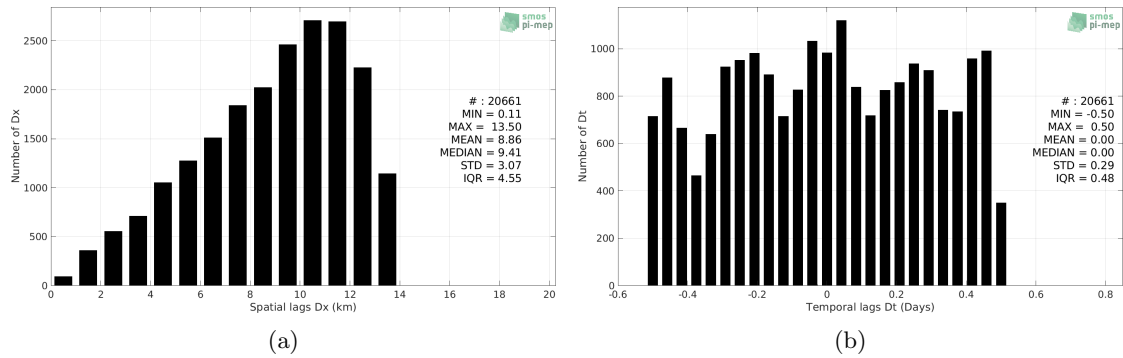 smos
pi-mep
2500
2000
1500
1000
500
0
Number of Dx
# : 20661
MIN = 0.11
MAX = 13.50
MEAN = 8.86
MEDIAN = 9.41
STD = 3.07
IQR = 4.55
0 2 4 6 8 10 12 14 16 18 20
Spatial lags Dx (km)
(a)
smos
pi-mep
1000
800
600
400
200
0
Number of Dt
# : 20661
MIN = -0.50
MAX = 0.50
MEAN = 0.00
MEDIAN = 0.00
STD = 0.29
IQR = 0.48
-0.6 -0.4 -0.2 0 0.2 0.4 0.6 0.8
Temporal lags Dt (Days)
(b)